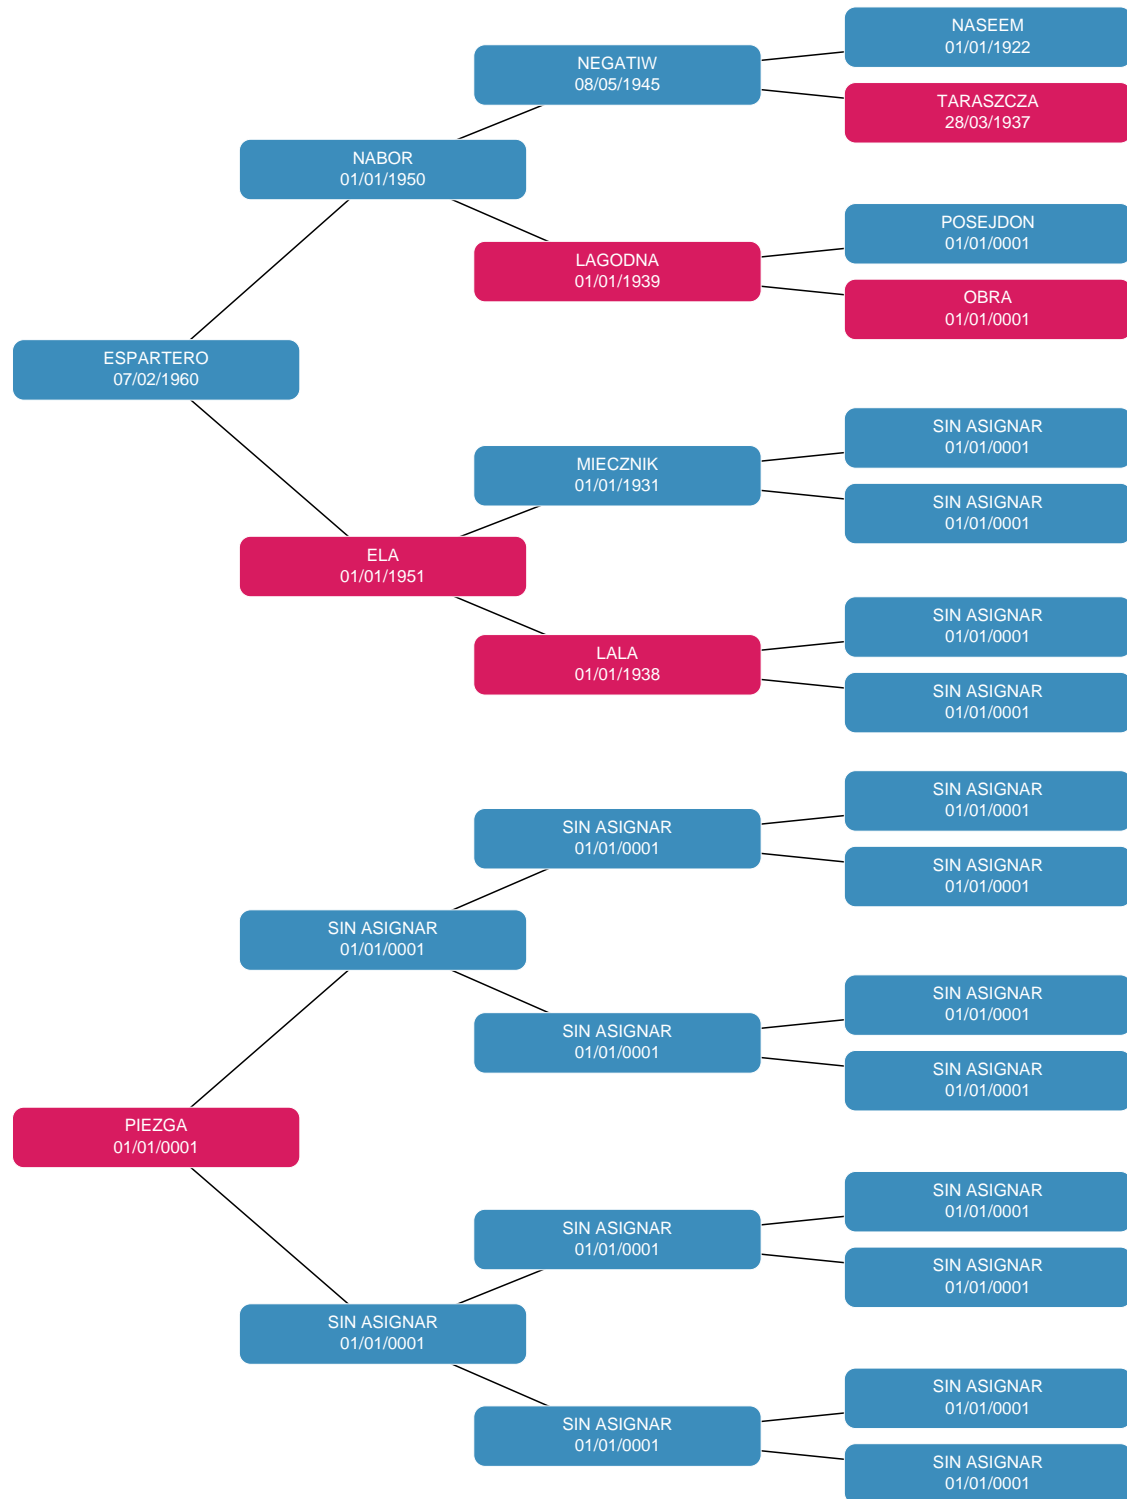 NASEEM
01/01/1922
NEGATIW
08/05/1945
TARASZCZA
28/03/1937
NABOR
01/01/1950
POSEJDON
01/01/0001
LAGODNA
01/01/1939
OBRA
01/01/0001
ESPARTERO
07/02/1960
SIN ASIGNAR
01/01/0001
MIECZNIK
01/01/1931
SIN ASIGNAR
01/01/0001
ELA
01/01/1951
SIN ASIGNAR
01/01/0001
LALA
01/01/1938
SIN ASIGNAR
01/01/0001
SIN ASIGNAR
01/01/0001
SIN ASIGNAR
01/01/0001
SIN ASIGNAR
01/01/0001
SIN ASIGNAR
01/01/0001
SIN ASIGNAR
01/01/0001
SIN ASIGNAR
01/01/0001
SIN ASIGNAR
01/01/0001
PIEZGA
01/01/0001
SIN ASIGNAR
01/01/0001
SIN ASIGNAR
01/01/0001
SIN ASIGNAR
01/01/0001
SIN ASIGNAR
01/01/0001
SIN ASIGNAR
01/01/0001
SIN ASIGNAR
01/01/0001
SIN ASIGNAR
01/01/0001